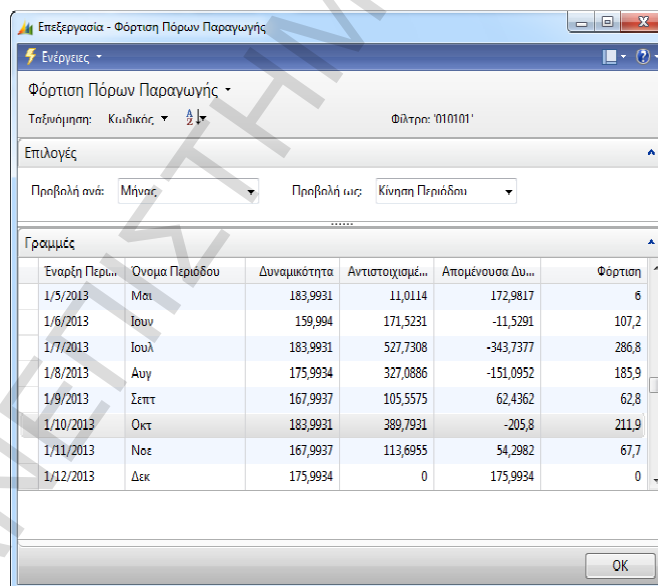 Επεξεργασία - Φόρτιση Πόρων Παραγωγής
Ενέργειες
Φόρτιση Πόρων Παραγωγής
Ταξινόμηση: Κωδικός Φίλτρο: '010101'
Επιλογές
Προβολή ανά: Μήνας Προβολή ως: Κίνηση Περιόδου
Γραμμές
Έναρξη Περι... Όνομα Περιόδου Δυναμικότητα Αντιστοιχισμέ... Απομένουσα Δυ... Φόρτιση
1/5/2013 Μαι 183,9931 11,0114 172,9817 6
1/6/2013 Ιουν 159,994 171,5231 -11,5291 107,2
1/7/2013 Ιουλ 183,9931 527,7308 -343,7377 286,8
1/8/2013 Αυγ 175,9934 327,0886 -151,0952 185,9
1/9/2013 Σεπτ 167,9937 105,5575 62,4362 62,8
1/10/2013 Οκτ 183,9931 389,7931 -205,8 211,9
1/11/2013 Νοε 167,9937 113,6955 54,2982 67,7
1/12/2013 Δεκ 175,9934 0 175,9934 0
OK